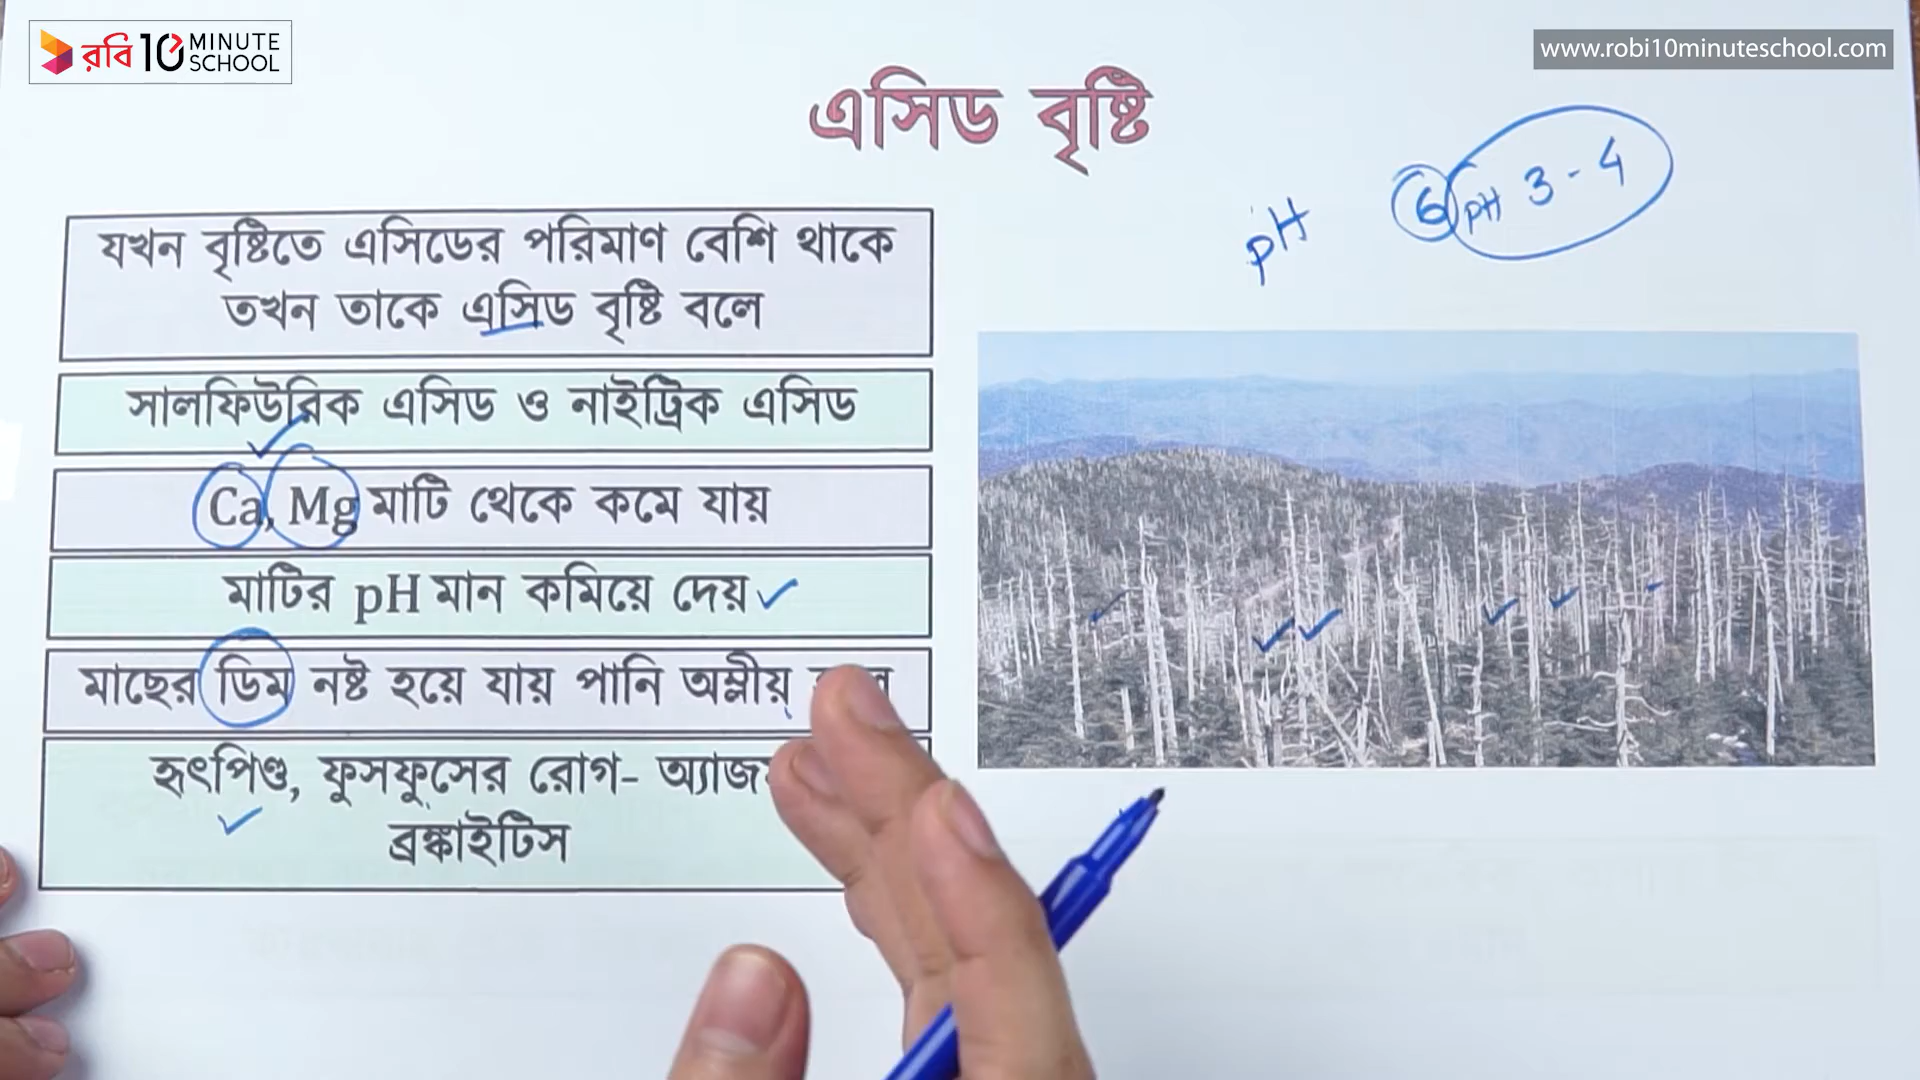 রবি 10 MINUTE SCHOOL
www.robi10minuteschool.com
এসিড বৃষ্টি
pH 6 pH 3 - 4
যখন বৃষ্টিতে এসিডের পরিমাণ বেশি থাকে
তখন তাকে এসিড বৃষ্টি বলে
সালফিউরিক এসিড ও নাইট্রিক এসিড
Ca, Mg মাটি থেকে কমে যায়
মাটির pH মান কমিয়ে দেয়
মাছের ডিম নষ্ট হয়ে যায় পানি অম্লীয়
হৃৎপিণ্ড, ফুসফুসের রোগ-
ব্রঙ্কাইটিস